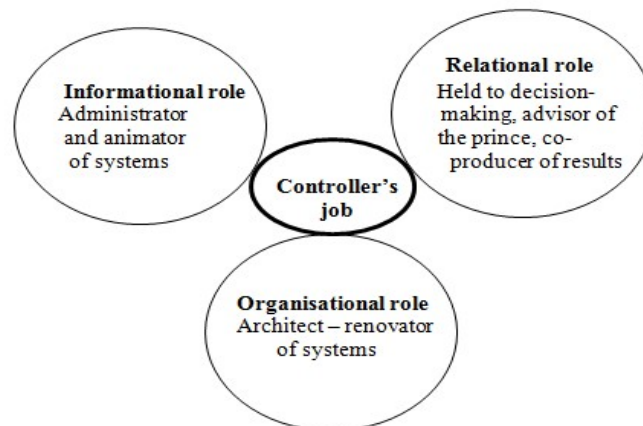 Informational role
Administrator
and animator
of systems
Relational role
Held to decision-
making, advisor of
the prince, co-
producer of results
Controller’s
job
Organisational role
Architect – renovator
of systems